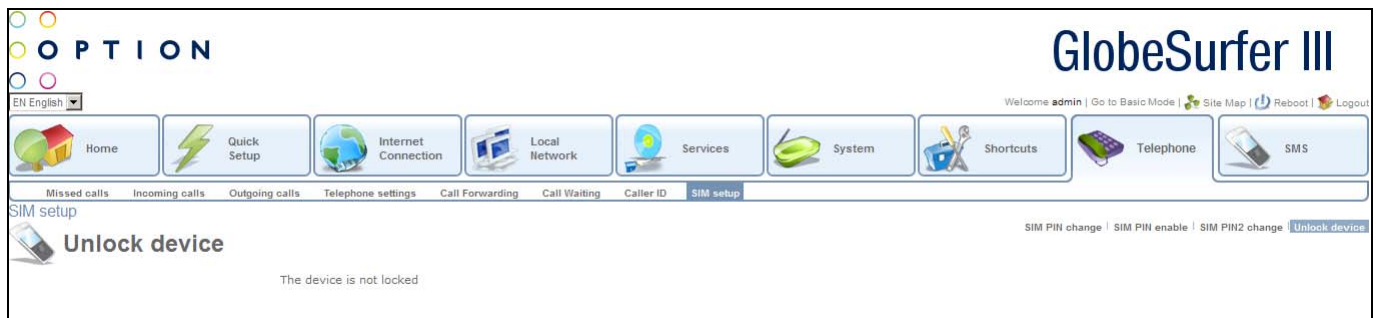 OPTION
GlobeSurfer III
EN English
Welcome admin | Go to Basic Mode | Site Map | Reboot | Logout
Home
Quick Setup
Internet Connection
Local Network
Services
System
Shortcuts
Telephone
SMS
Missed calls Incoming calls Outgoing calls Telephone settings Call Forwarding Call Waiting Caller ID SIM setup
SIM setup
SIM PIN change | SIM PIN enable | SIM PIN2 change | Unlock device
Unlock device
The device is not locked